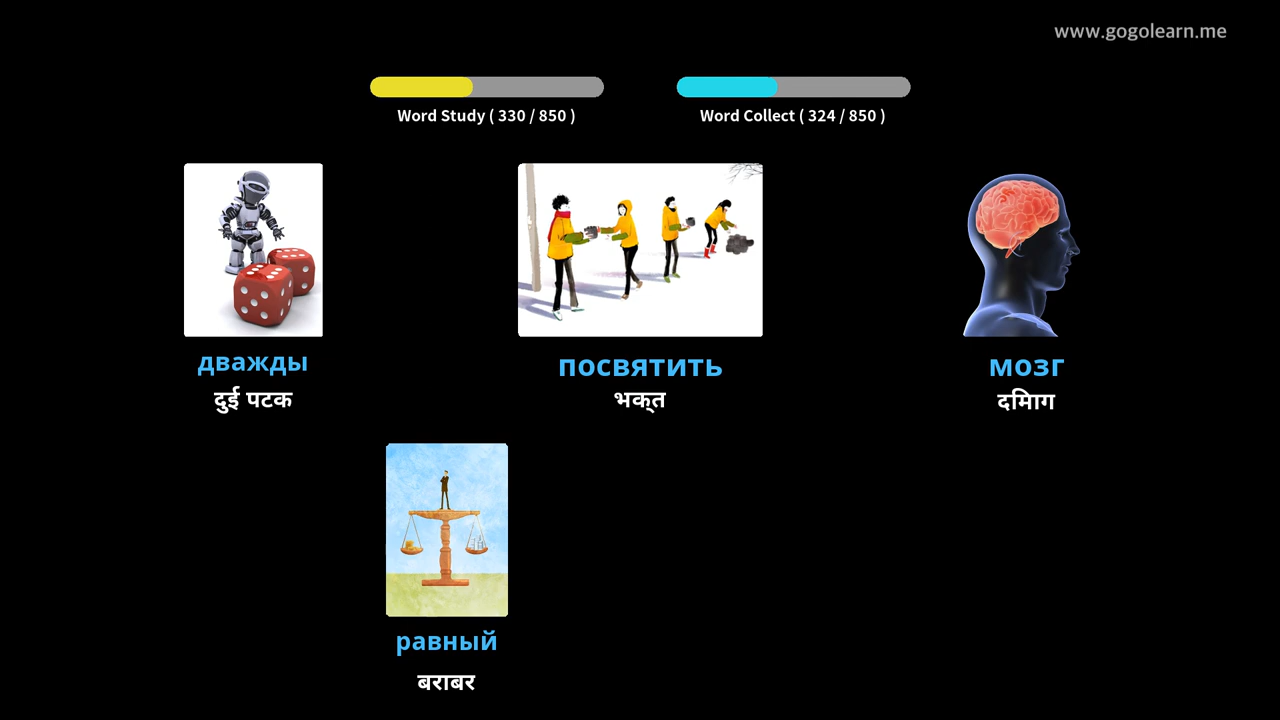 www.gogolearn.me
Word Study ( 330 / 850 )
Word Collect ( 324 / 850 )
дважды
दुई पटक
посвятить
भक्त
мозг
दिमाग
равный
बराबर